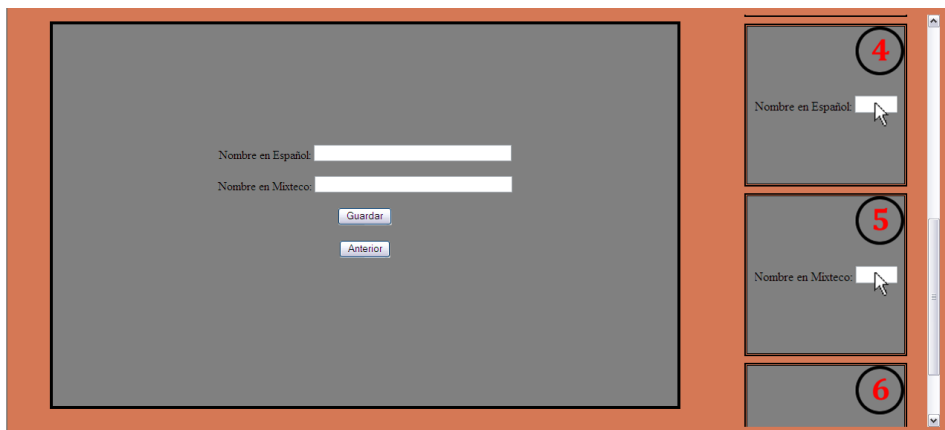 Nombre en Español:
Nombre en Mixteco:
Guardar
Anterior
4
Nombre en Español:
5
Nombre en Mixteco:
6